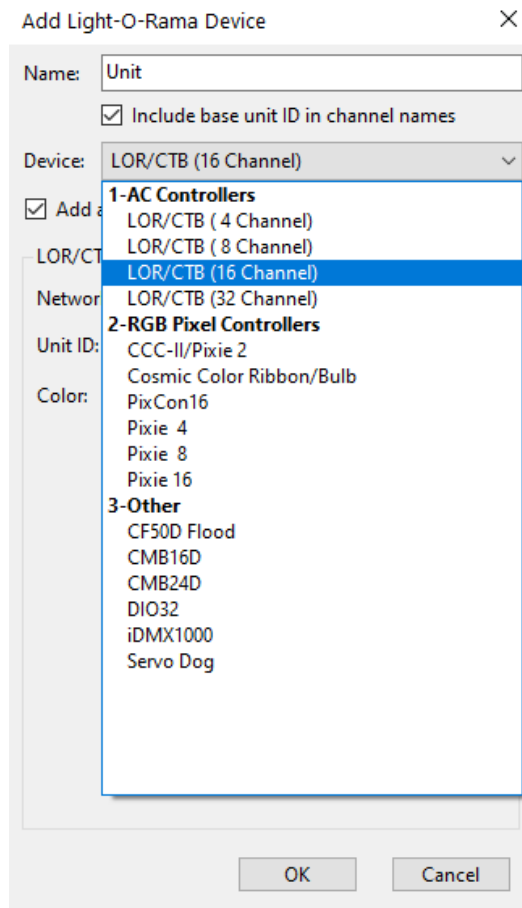 Add Light-O-Rama Device
Name: Unit
Include base unit ID in channel names
Device: LOR/CTB (16 Channel)
Add
1-AC Controllers
LOR/CTB ( 4 Channel)
LOR/CTB ( 8 Channel)
LOR/CT
LOR/CTB (16 Channel)
Networ
LOR/CTB (32 Channel)
2-RGB Pixel Controllers
Unit ID:
CCC-II/Pixie 2
Cosmic Color Ribbon/Bulb
Color:
PixCon16
Pixie  4
Pixie  8
Pixie 16
3-Other
CF50D Flood
CMB16D
CMB24D
DIO32
iDMX1000
Servo Dog
OK Cancel